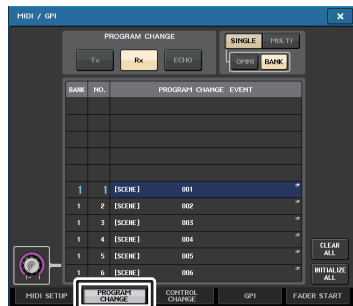 MIDI / GPI
PROGRAM CHANGE
Tx Rx ECHO
SINGLE MULTI
OMNI BANK
BANK NO. PROGRAM CHANGE EVENT
1 1 [SCENE] 001
1 2 [SCENE] 002
1 3 [SCENE] 003
1 4 [SCENE] 004
1 5 [SCENE] 005
1 6 [SCENE] 006
CLEAR ALL
INITIALIZE ALL
1- 1
MIDI SETUP PROGRAM CHANGE CONTROL CHANGE GPI FADER START